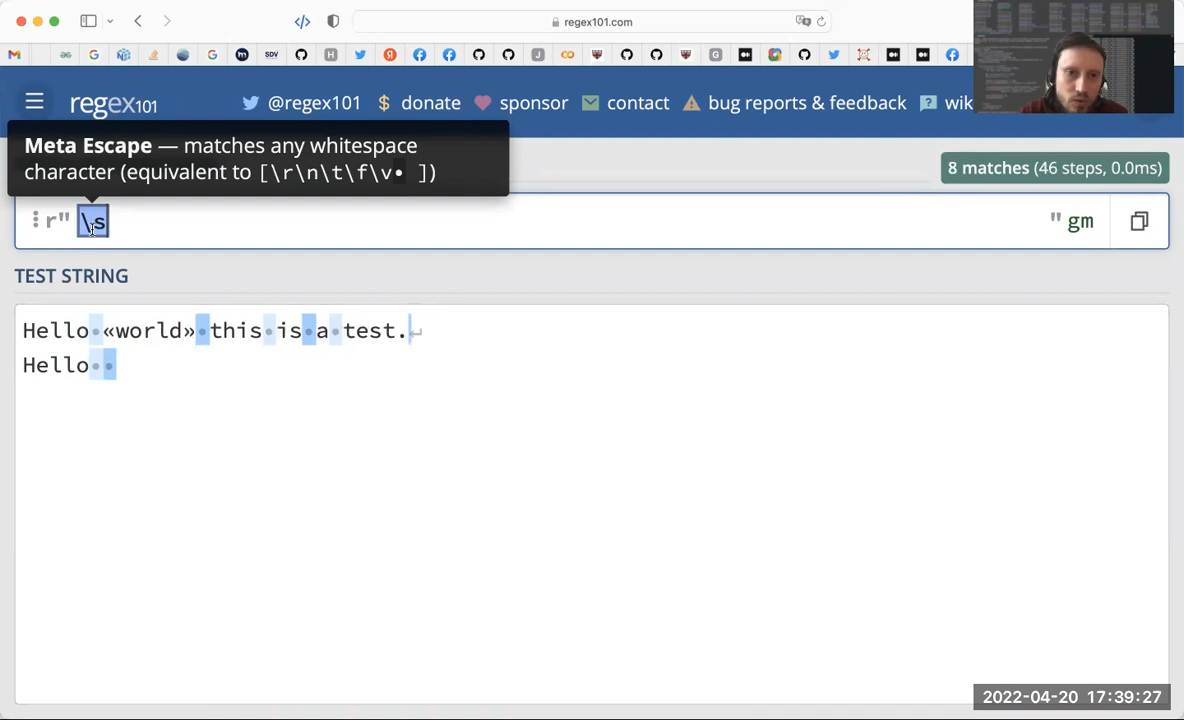 regex101.com
SDV
regex101
@regex101
$ donate
sponsor
contact
bug reports & feedback
wik
Meta Escape — matches any whitespace
character (equivalent to [\r\n\t\f\v• ])
8 matches (46 steps, 0.0ms)
r" \s " gm
TEST STRING
Hello·«world»·this·is·a·test.↵
Hello··
2022-04-20 17:39:27